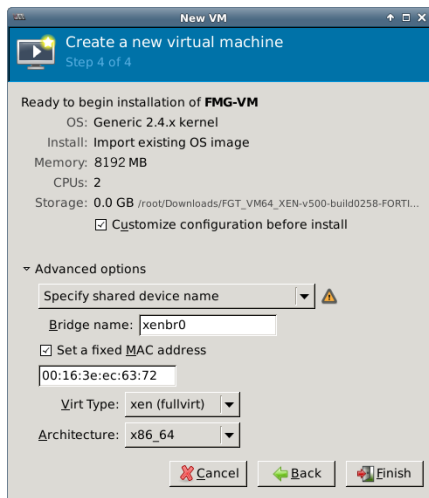 New VM
Create a new virtual machine
Step 4 of 4
Ready to begin installation of FMG-VM
OS: Generic 2.4.x kernel
Install: Import existing OS image
Memory: 8192 MB
CPUs: 2
Storage: 0.0 GB /root/Downloads/FGT_VM64_XEN-v500-build0258-FORTI...
Customize configuration before install
Advanced options
Specify shared device name
Bridge name: xenbr0
Set a fixed MAC address
00:16:3e:ec:63:72
Virt Type: xen (fullvirt)
Architecture: x86_64
Cancel Back Finish